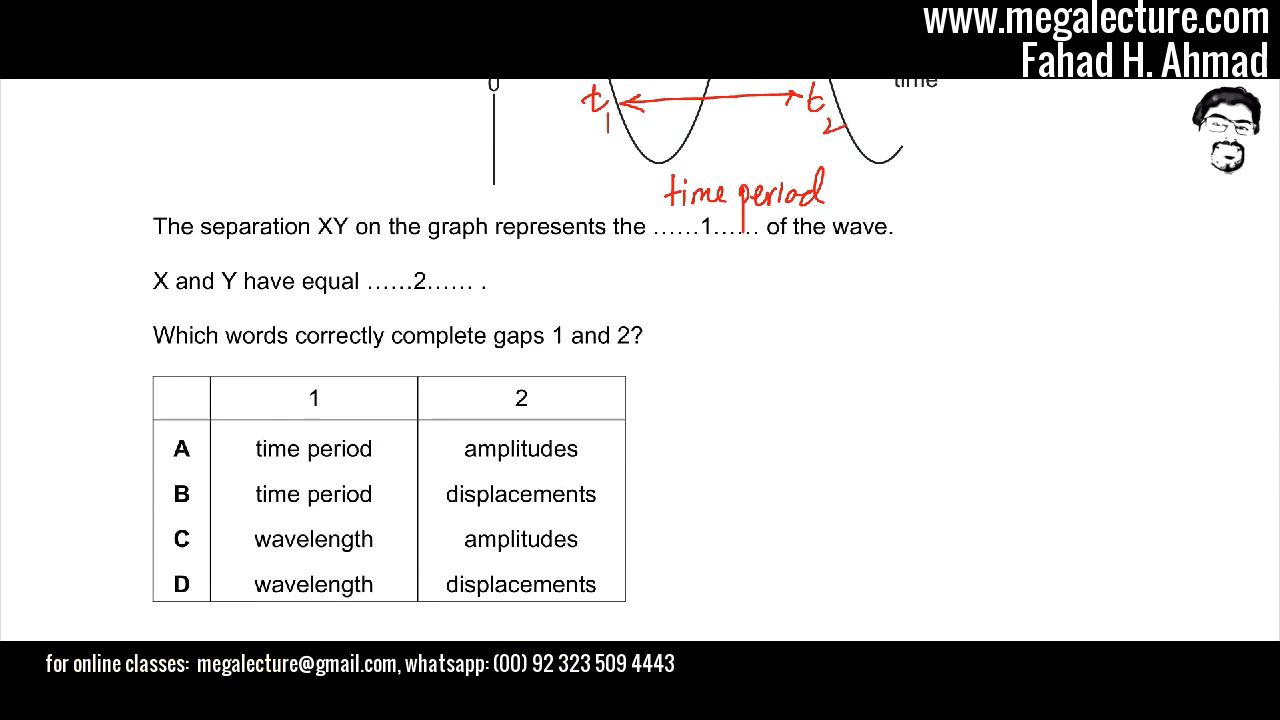 www.megalecture.com
Fahad H. Ahmad
0
time
t1
t2
time period
The separation XY on the graph represents the ......1...... of the wave.
X and Y have equal ......2...... .
Which words correctly complete gaps 1 and 2?
1 2
A time period amplitudes
B time period displacements
C wavelength amplitudes
D wavelength displacements
for online classes: megalecture@gmail.com, whatsapp: (00) 92 323 509 4443